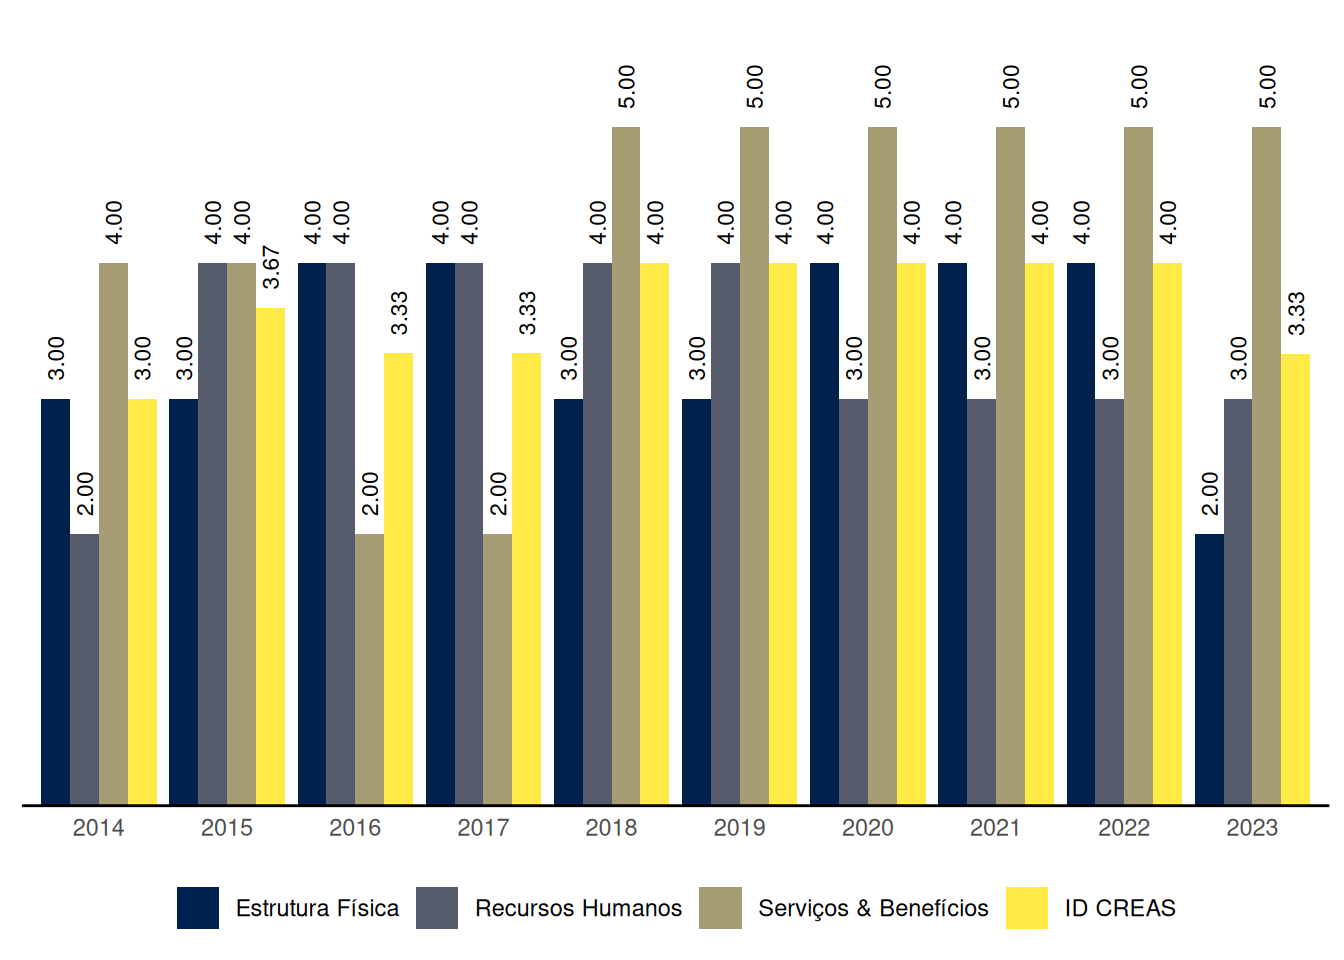 5.00 5.00 5.00 5.00 5.00 5.00
4.00 4.00 4.00 4.00 4.00 4.00 4.00 4.00 4.00 4.00 4.00 4.00 4.00 4.00 4.00 4.00 4.00
3.67
3.33 3.33 3.33
3.00 3.00 3.00 3.00 3.00 3.00 3.00 3.00 3.00
2.00 2.00 2.00 2.00
2014 2015 2016 2017 2018 2019 2020 2021 2022 2023
Estrutura Física Recursos Humanos Serviços & Benefícios ID CREAS